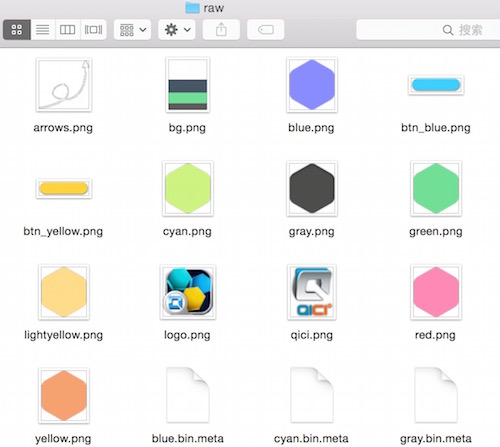 raw
搜索
arrows.png
bg.png
blue.png
btn_blue.png
btn_yellow.png
cyan.png
gray.png
green.png
lightyellow.png
logo.png
QICI
qici.png
red.png
yellow.png
blue.bin.meta
cyan.bin.meta
gray.bin.meta